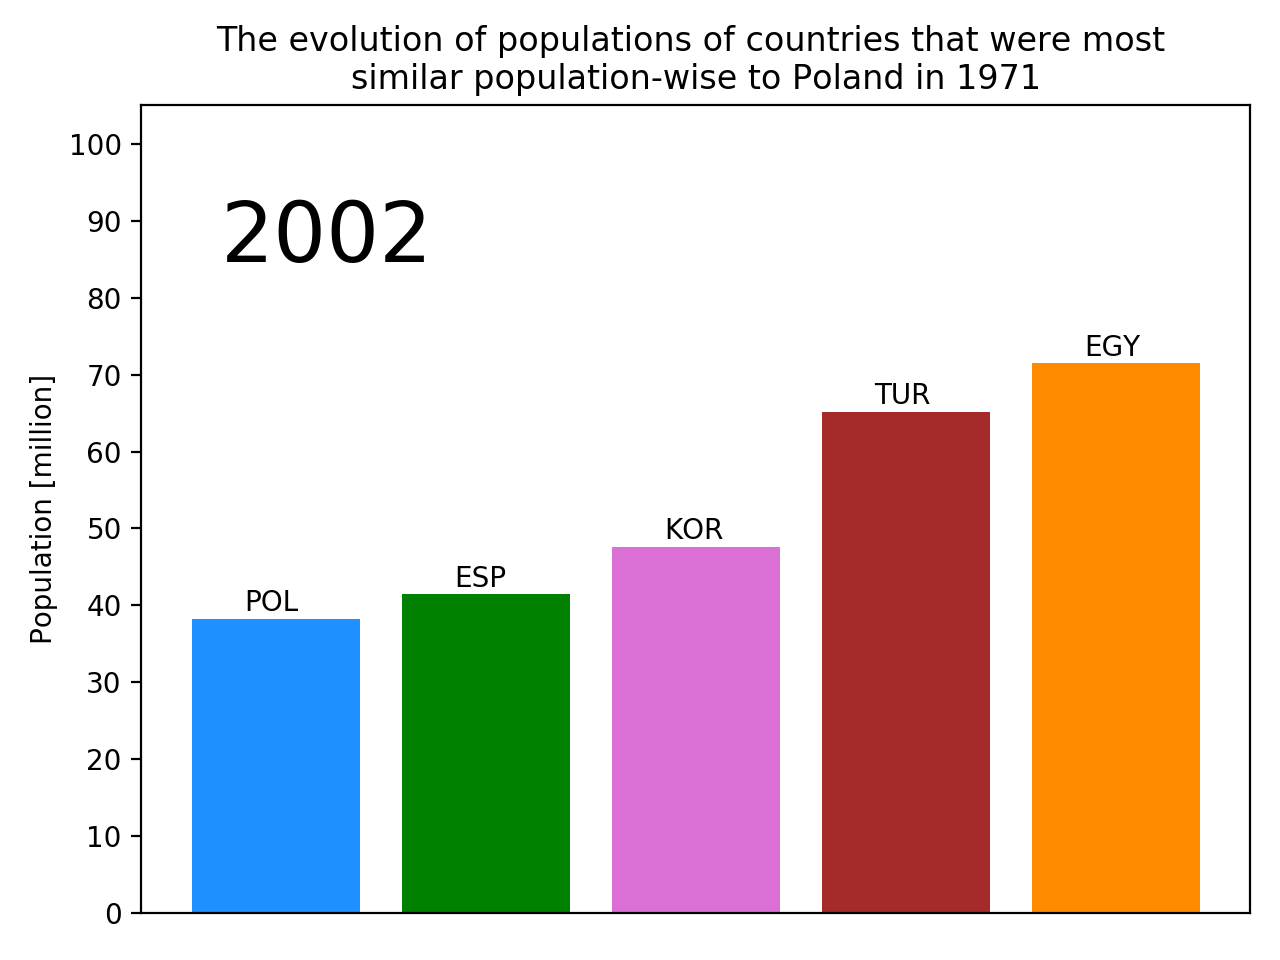 The evolution of populations of countries that were most
similar population-wise to Poland in 1971
100
90
80
70
60
50
40
30
20
10
0
Population [million]
2002
POL
ESP
KOR
TUR
EGY